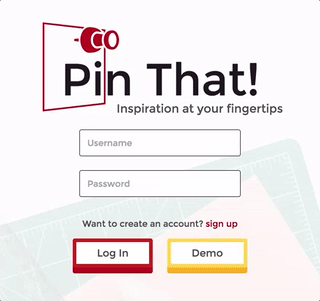 Pin That!
Inspiration at your fingertips
Username
Password
Want to create an account? sign up
Log In
Demo